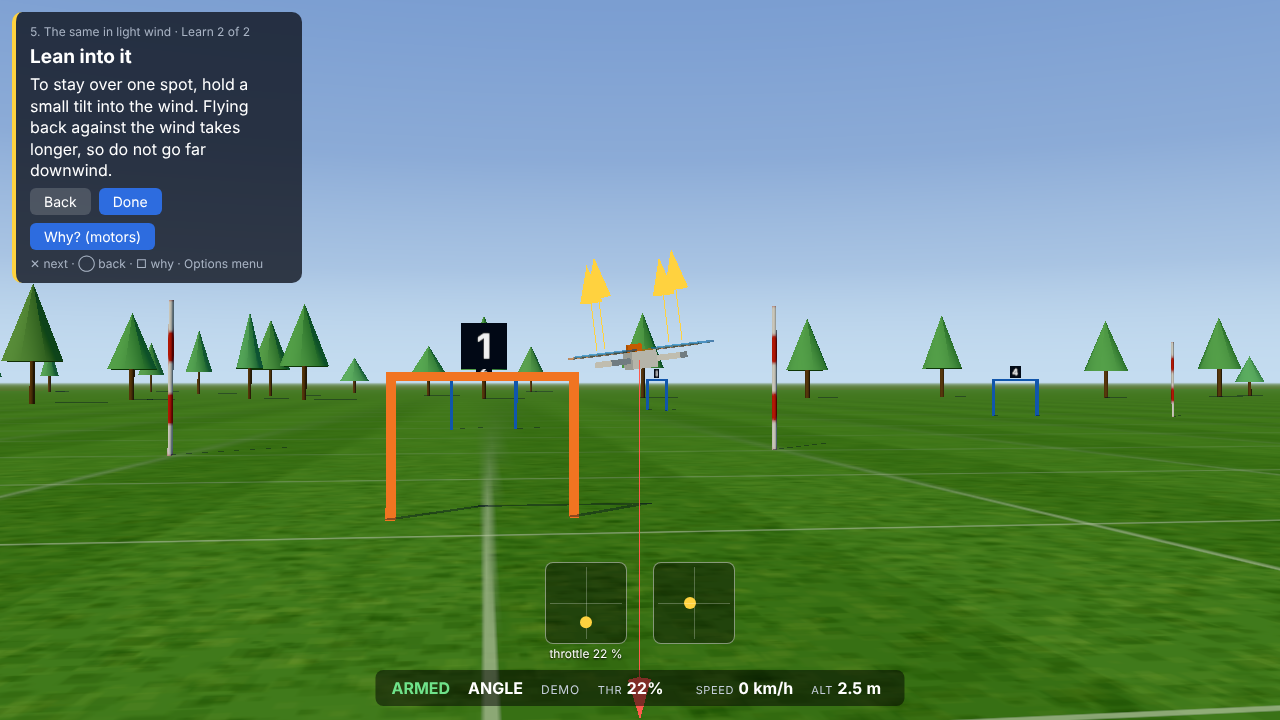 5. The same in light wind · Learn 2 of 2
Lean into it
To stay over one spot, hold a
small tilt into the wind. Flying
back against the wind takes
longer, so do not go far
downwind.
Back
Done
Why? (motors)
✕ next · ◯ back · □ why · Options menu
1
4
throttle 22 %
ARMED ANGLE DEMO THR 22% SPEED 0 km/h ALT 2.5 m